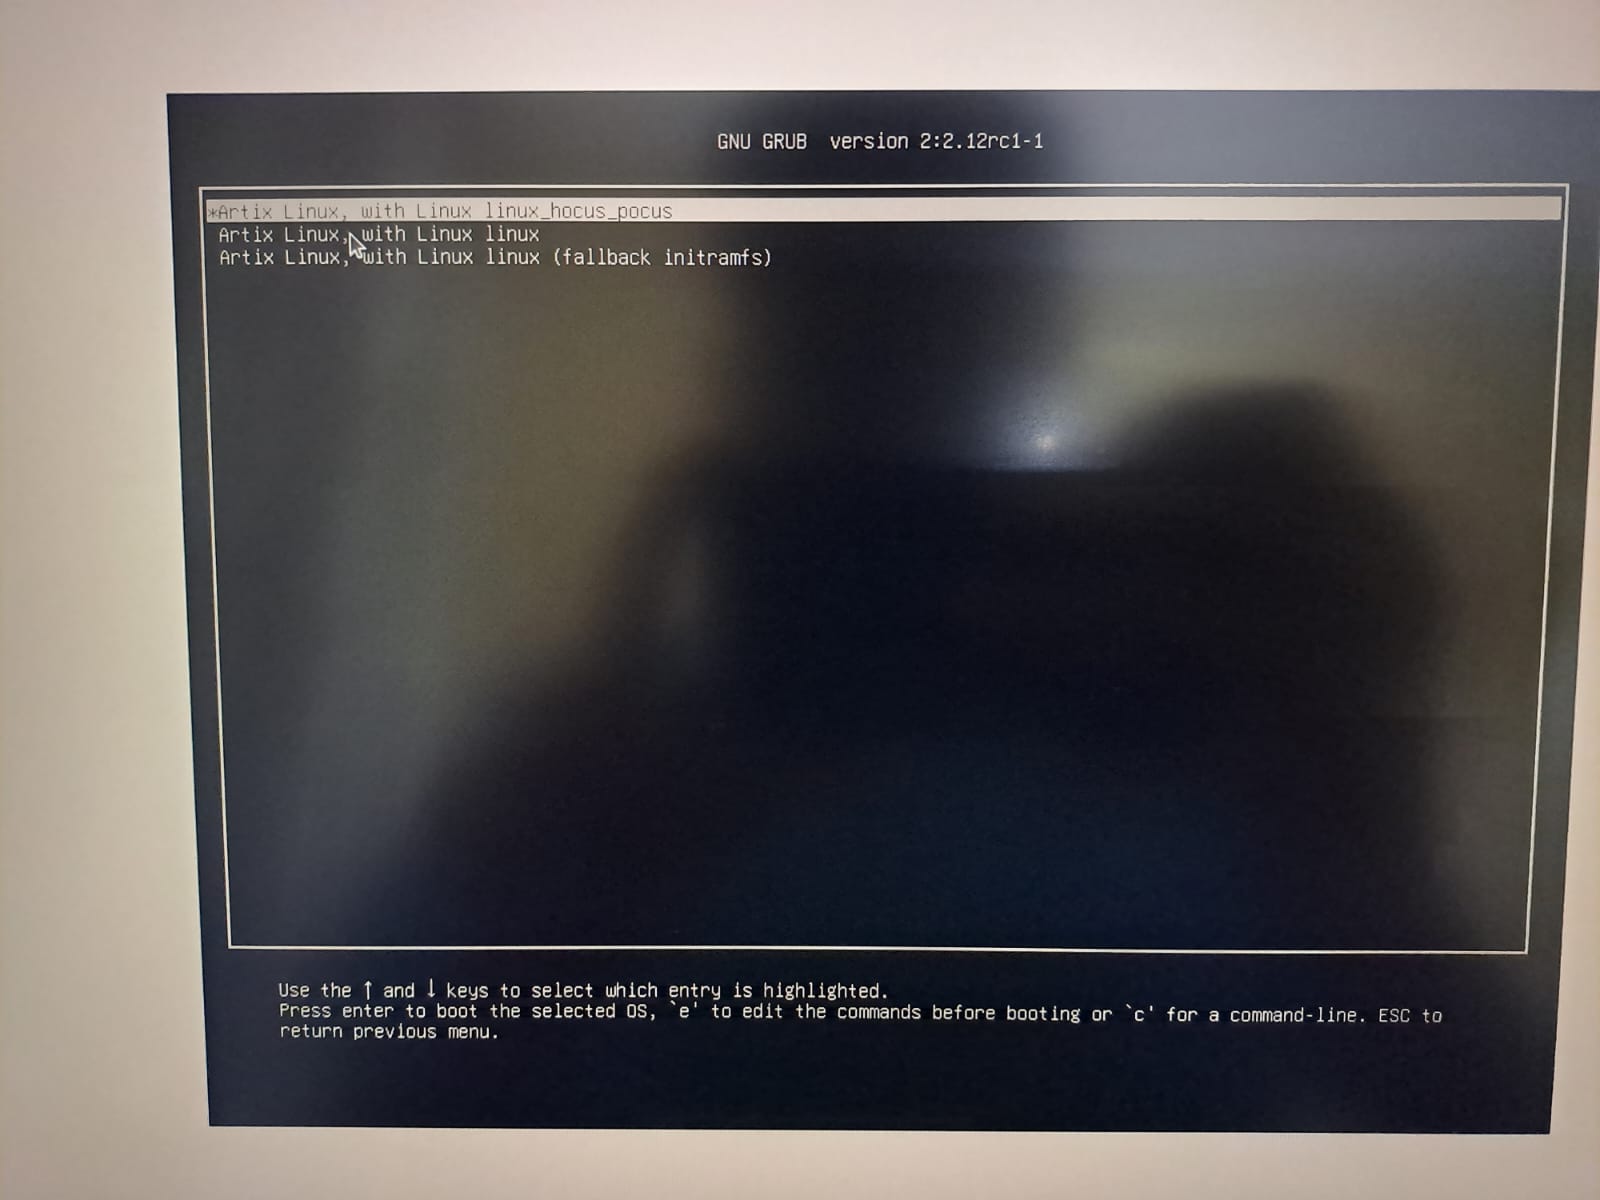 GNU GRUB  version 2:2.12rc1-1
*Artix Linux, with Linux linux_hocus_pocus
Artix Linux, with Linux linux
Artix Linux, with Linux linux (fallback initramfs)
Use the ↑ and ↓ keys to select which entry is highlighted.
Press enter to boot the selected OS, `e' to edit the commands before booting or `c' for a command-line. ESC to
return previous menu.